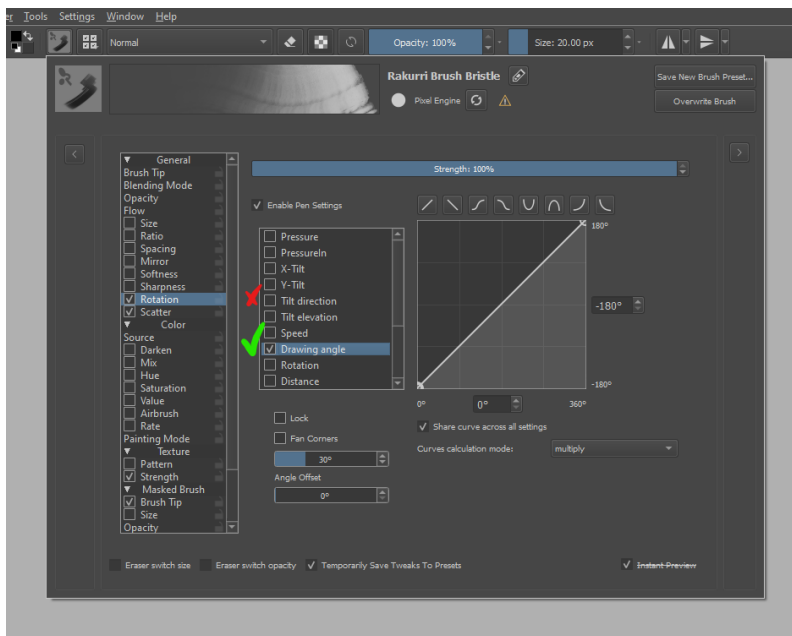 er Tools Settings Window Help
Normal Opacity: 100% Size: 20.00 px
Rakurri Brush Bristle
Pixel Engine
Save New Brush Preset...
Overwrite Brush
General
Brush Tip
Blending Mode
Opacity
Flow
Size
Ratio
Spacing
Mirror
Softness
Sharpness
Rotation
Scatter
Color
Source
Darken
Mix
Hue
Saturation
Value
Airbrush
Rate
Painting Mode
Texture
Pattern
Strength
Masked Brush
Brush Tip
Size
Opacity
Strength: 100%
Enable Pen Settings
Pressure
PressureIn
X-Tilt
Y-Tilt
Tilt direction
Tilt elevation
Speed
Drawing angle
Rotation
Distance
Lock
Fan Corners
30°
Angle Offset
0°
180°
-180°
-180°
0° 0° 360°
Share curve across all settings
Curves calculation mode: multiply
Eraser switch size Eraser switch opacity Temporarily Save Tweaks To Presets Instant Preview